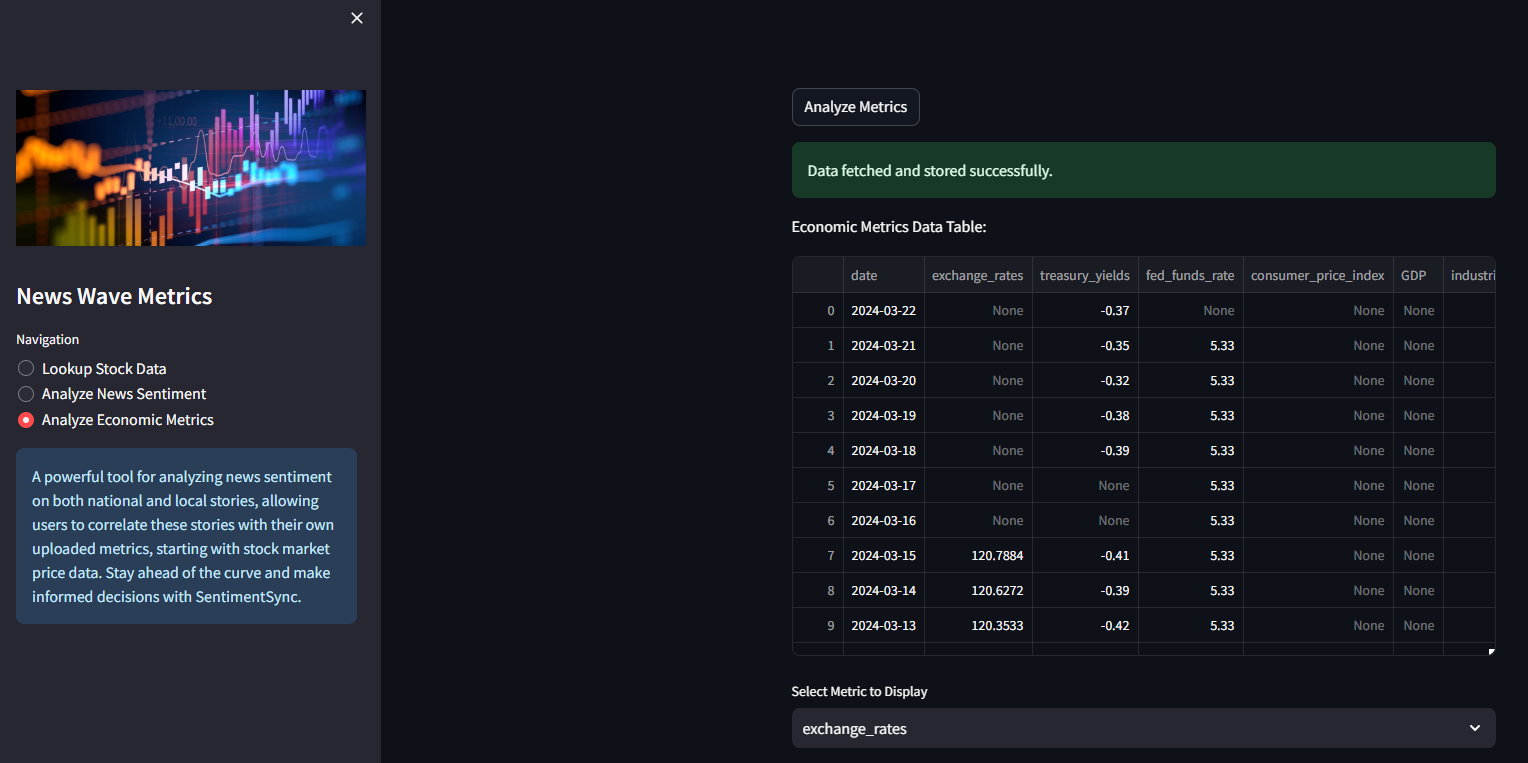 +11,00.00
News Wave Metrics
Navigation
Lookup Stock Data
Analyze News Sentiment
Analyze Economic Metrics
A powerful tool for analyzing news sentiment
on both national and local stories, allowing
users to correlate these stories with their own
uploaded metrics, starting with stock market
price data. Stay ahead of the curve and make
informed decisions with SentimentSync.
Analyze Metrics
Data fetched and stored successfully.
Economic Metrics Data Table:
date exchange_rates treasury_yields fed_funds_rate consumer_price_index GDP industri
0 2024-03-22 None -0.37 None None None
1 2024-03-21 None -0.35 5.33 None None
2 2024-03-20 None -0.32 5.33 None None
3 2024-03-19 None -0.38 5.33 None None
4 2024-03-18 None -0.39 5.33 None None
5 2024-03-17 None None 5.33 None None
6 2024-03-16 None None 5.33 None None
7 2024-03-15 120.7884 -0.41 5.33 None None
8 2024-03-14 120.6272 -0.39 5.33 None None
9 2024-03-13 120.3533 -0.42 5.33 None None
Select Metric to Display
exchange_rates